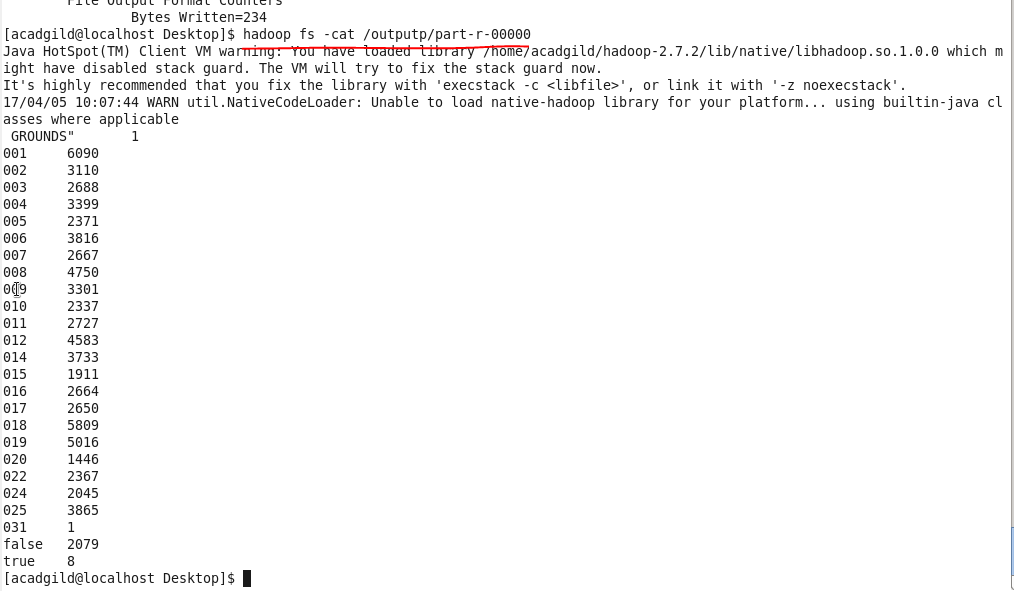 File Output Format Counters
Bytes Written=234
[acadgild@localhost Desktop]$ hadoop fs -cat /outputp/part-r-00000
Java HotSpot(TM) Client VM warning: You have loaded library /home/acadgild/hadoop-2.7.2/lib/native/libhadoop.so.1.0.0 which m
ight have disabled stack guard. The VM will try to fix the stack guard now.
It's highly recommended that you fix the library with 'execstack -c <libfile>', or link it with '-z noexecstack'.
17/04/05 10:07:44 WARN util.NativeCodeLoader: Unable to load native-hadoop library for your platform... using builtin-java cl
asses where applicable
GROUNDS" 1
001 6090
002 3110
003 2688
004 3399
005 2371
006 3816
007 2667
008 4750
009 3301
010 2337
011 2727
012 4583
014 3733
015 1911
016 2664
017 2650
018 5809
019 5016
020 1446
022 2367
024 2045
025 3865
031 1
false 2079
true 8
[acadgild@localhost Desktop]$